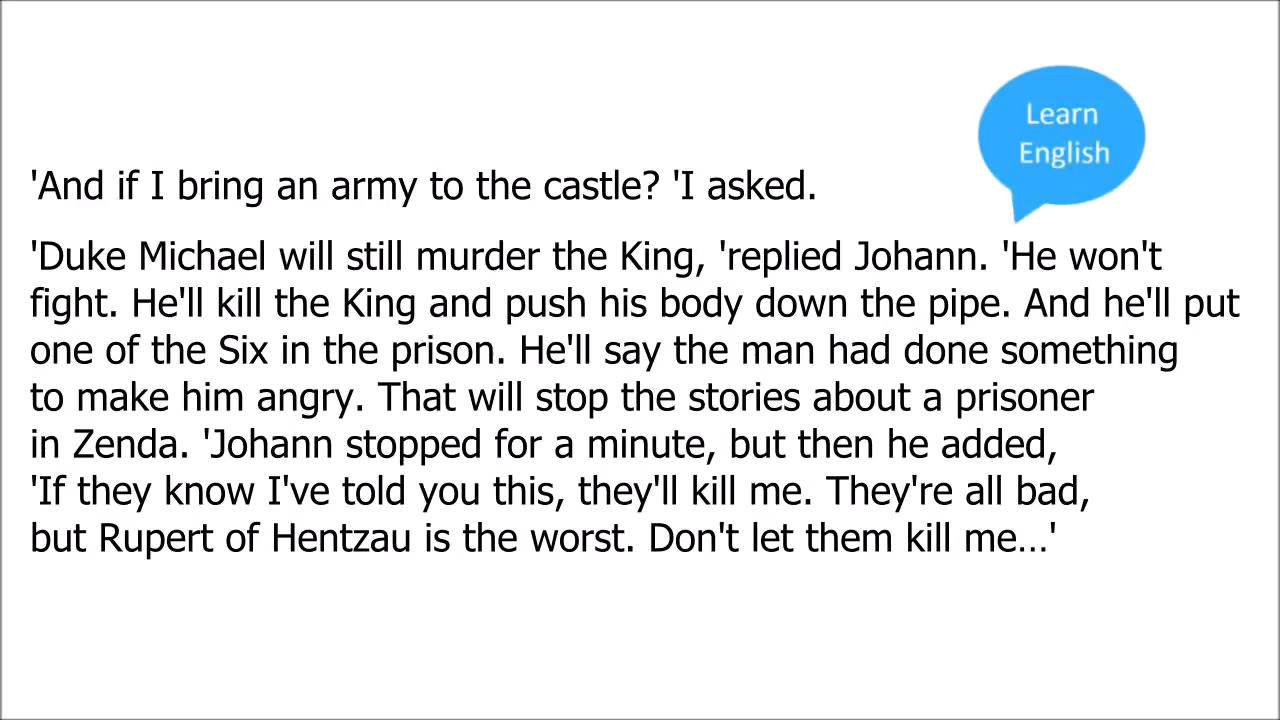 Learn
English
'And if I bring an army to the castle? 'I asked.
'Duke Michael will still murder the King, 'replied Johann. 'He won't
fight. He'll kill the King and push his body down the pipe. And he'll put
one of the Six in the prison. He'll say the man had done something
to make him angry. That will stop the stories about a prisoner
in Zenda. 'Johann stopped for a minute, but then he added,
'If they know I've told you this, they'll kill me. They're all bad,
but Rupert of Hentzau is the worst. Don't let them kill me…'